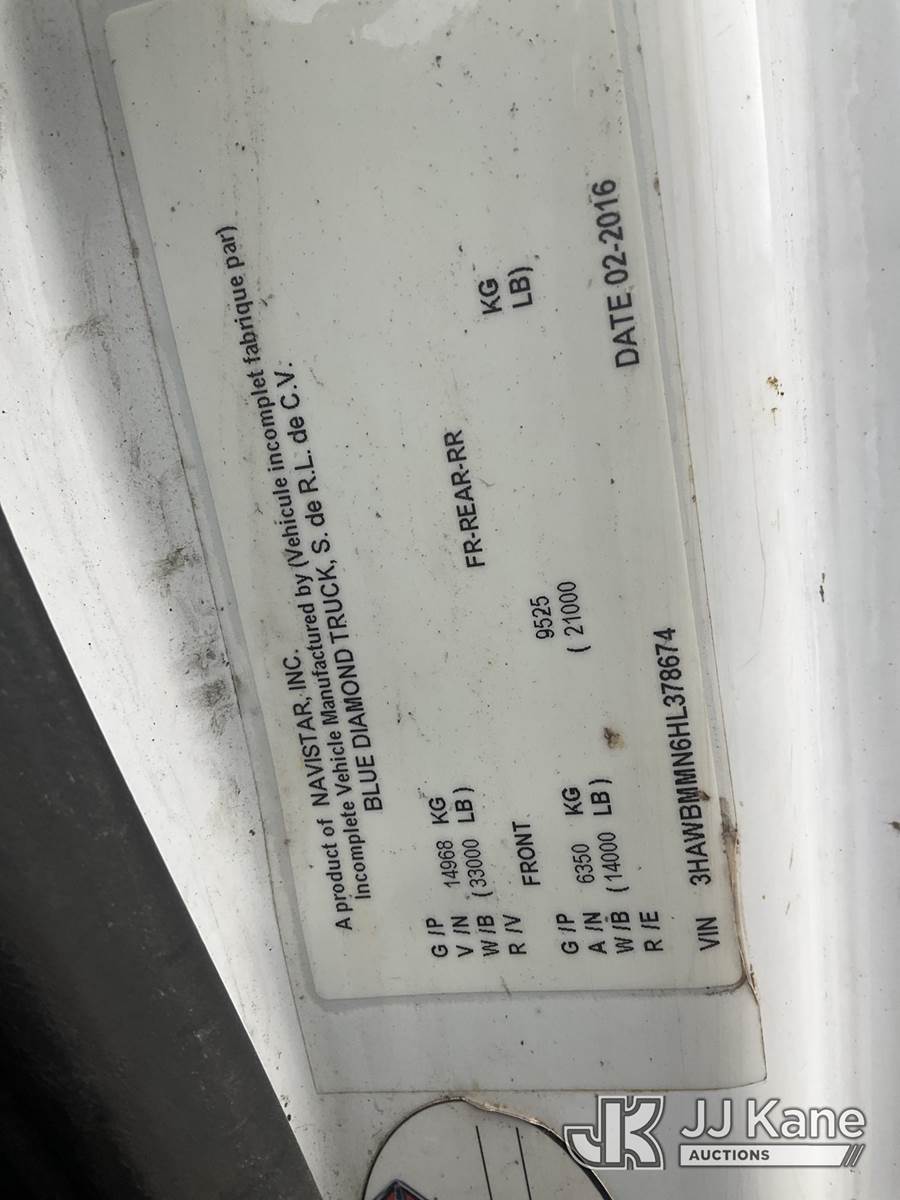 A product of NAVISTAR, INC.
Incomplete Vehicle Manufactured by (Vehicule incomplet fabrique par)
BLUE DIAMOND TRUCK, S. de R.L. de C.V.
G /P 14968 KG
V /N (33000 LB)
W /B
R /V FRONT FR-REAR-RR
G /P 6350 KG 9525 KG
A /N (14000 LB) (21000 LB)
W/B
R /E
DATE 02-2016
VIN 3HAWBMMN6HL378674
JK JJ Kane
AUCTIONS